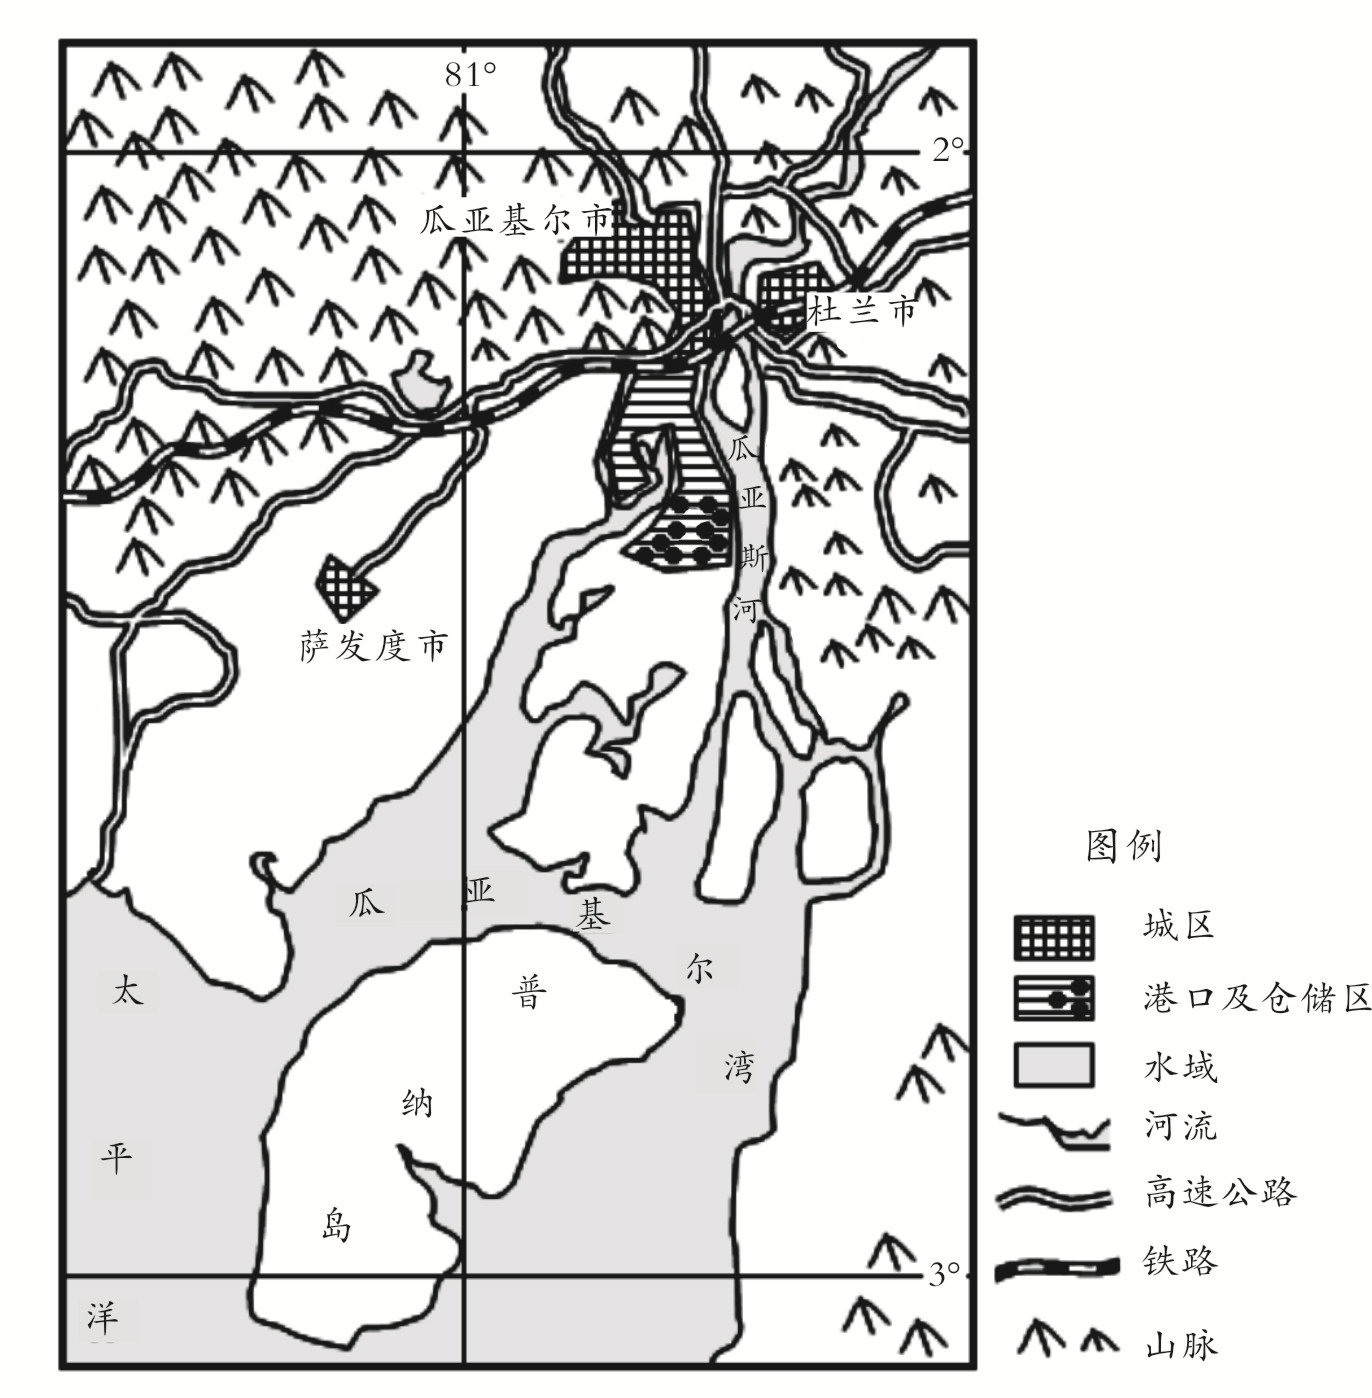 81°
2°
瓜亚基尔市
杜兰市
瓜亚斯河
萨发度市
瓜亚基尔湾
普纳岛
太平洋
3°
图例
城区
港口及仓储区
水域
河流
高速公路
铁路
山脉